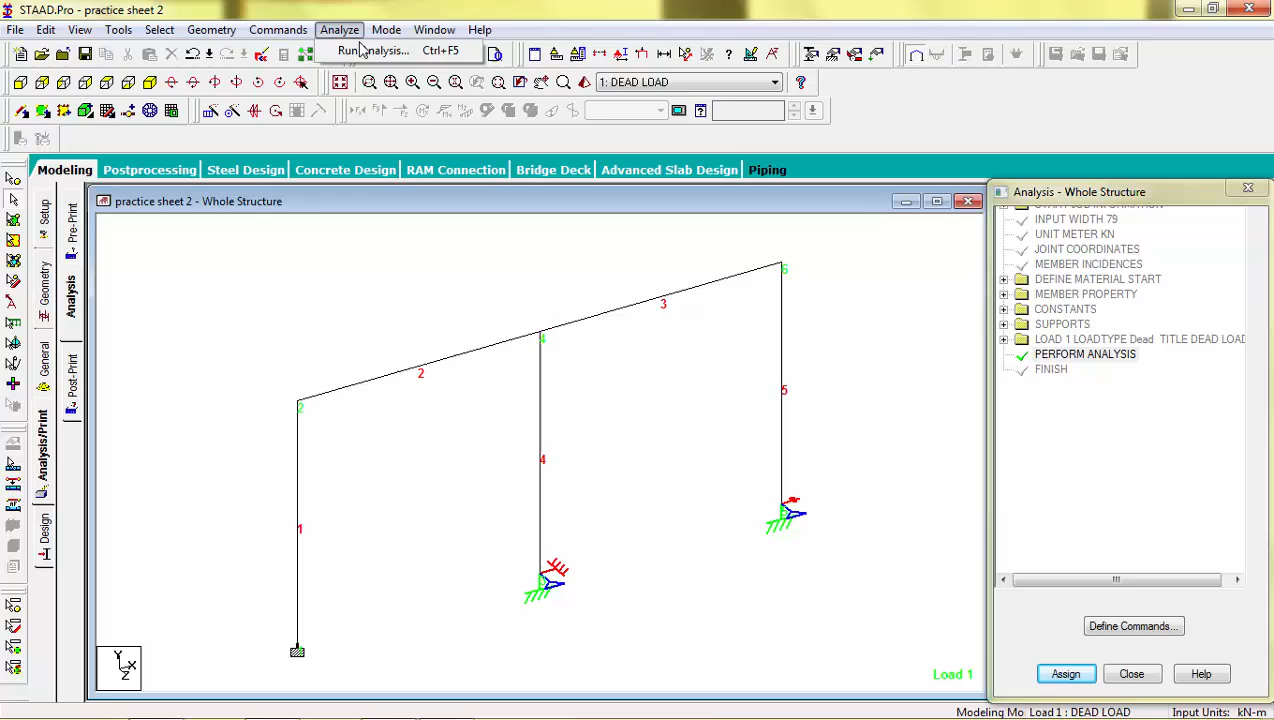 STAAD.Pro - practice sheet 2
File Edit View Tools Select Geometry Commands Analyze Mode Window Help
Run Analysis... Ctrl+F5
1: DEAD LOAD
Modeling Postprocessing Steel Design Concrete Design RAM Connection Bridge Deck Advanced Slab Design Piping
Setup
Geometry
General
Analysis/Print
Design
Pre-Print
Analysis
Post-Print
practice sheet 2 - Whole Structure
6
3
4
2
2
5
4
1
Y
X
Z
Load 1
Analysis - Whole Structure
START JOB INFORMATION
INPUT WIDTH 79
UNIT METER KN
JOINT COORDINATES
MEMBER INCIDENCES
DEFINE MATERIAL START
MEMBER PROPERTY
CONSTANTS
SUPPORTS
LOAD 1 LOADTYPE Dead TITLE DEAD LOAD
PERFORM ANALYSIS
FINISH
Define Commands...
Assign Close Help
Modeling Mo Load 1 : DEAD LOAD Input Units: kN-m